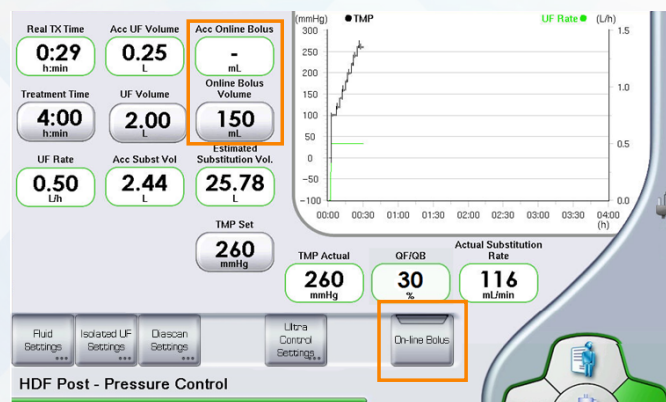 Real TX Time
0:29
h:min
Acc UF Volume
0.25
L
Acc Online Bolus
-
mL
Treatment Time
4:00
h:min
UF Volume
2.00
L
Online Bolus
Volume
150
mL
UF Rate
0.50
L/h
Acc Subst Vol
2.44
L
Estimated
Substitution Vol.
25.78
L
TMP Set
260
mmHg
(mmHg)
TMP
UF Rate
(L/h)
300
250
200
150
100
50
0
-50
-100
1.5
1.0
0.5
0.0
00:00
00:30
01:00
01:30
02:00
02:30
03:00
03:30
04:00
(h)
TMP Actual
260
mmHg
QF/QB
30
%
Actual Substitution
Rate
116
mL/min
Fluid
Settings
...
Isolated UF
Settings
...
Diascan
Settings
...
Ultra
Control
Settings...
On-line Bolus
HDF Post - Pressure Control